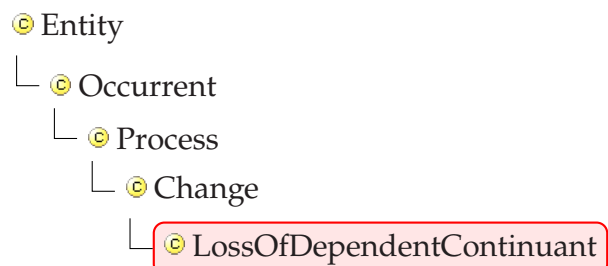 © Entity
© Occurrent
© Process
© Change
© LossOfDependentContinuant